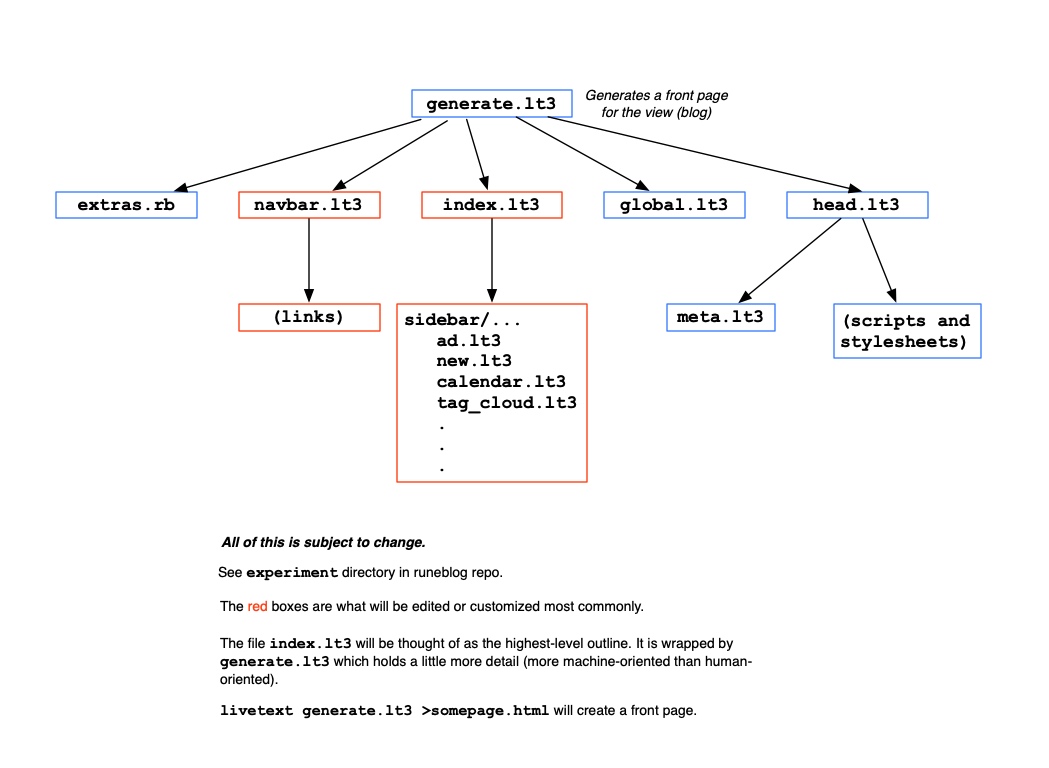 generate.lt3
Generates a front page
for the view (blog)
extras.rb
navbar.lt3
index.lt3
global.lt3
head.lt3
(links)
sidebar/...
ad.lt3
new.lt3
calendar.lt3
tag_cloud.lt3
.
.
.
meta.lt3
(scripts and
stylesheets)
All of this is subject to change.
See experiment directory in runeblog repo.
The red boxes are what will be edited or customized most commonly.
The file index.lt3 will be thought of as the highest-level outline. It is wrapped by
generate.lt3 which holds a little more detail (more machine-oriented than human-
oriented).
livetext generate.lt3 >somepage.html will create a front page.